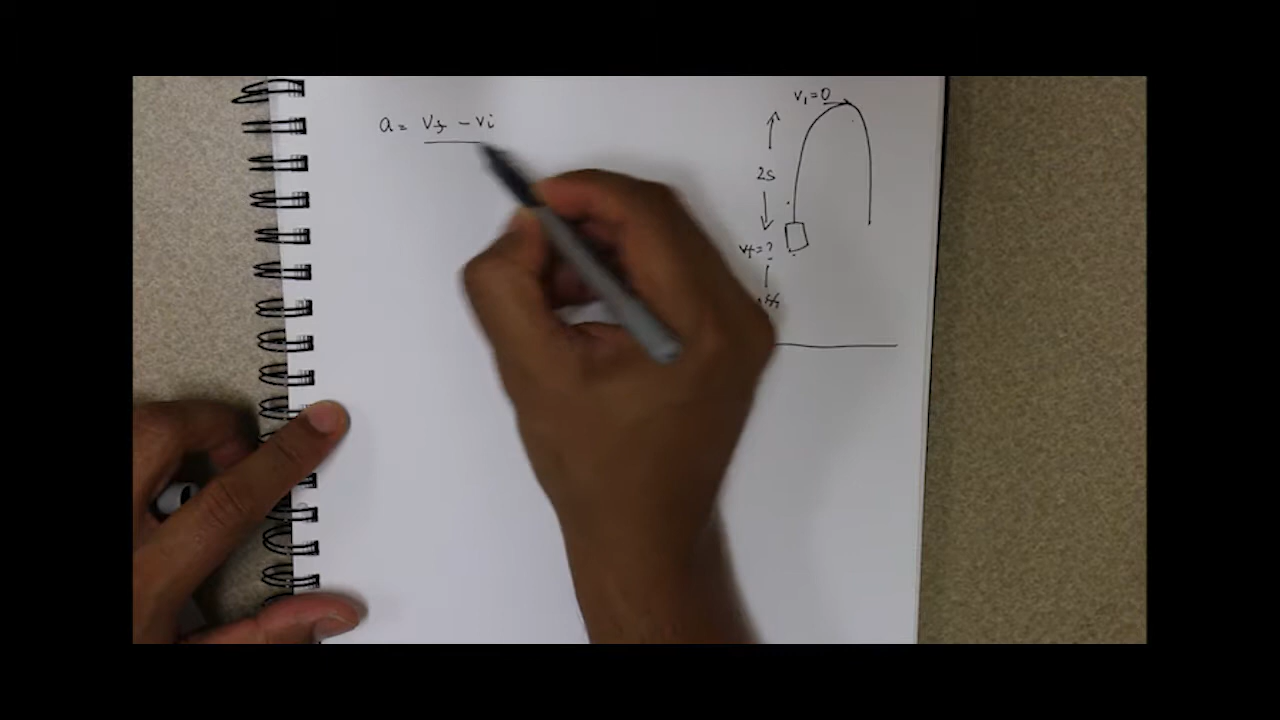 a = vf - vi
v1 = 0
2s
vf = ?